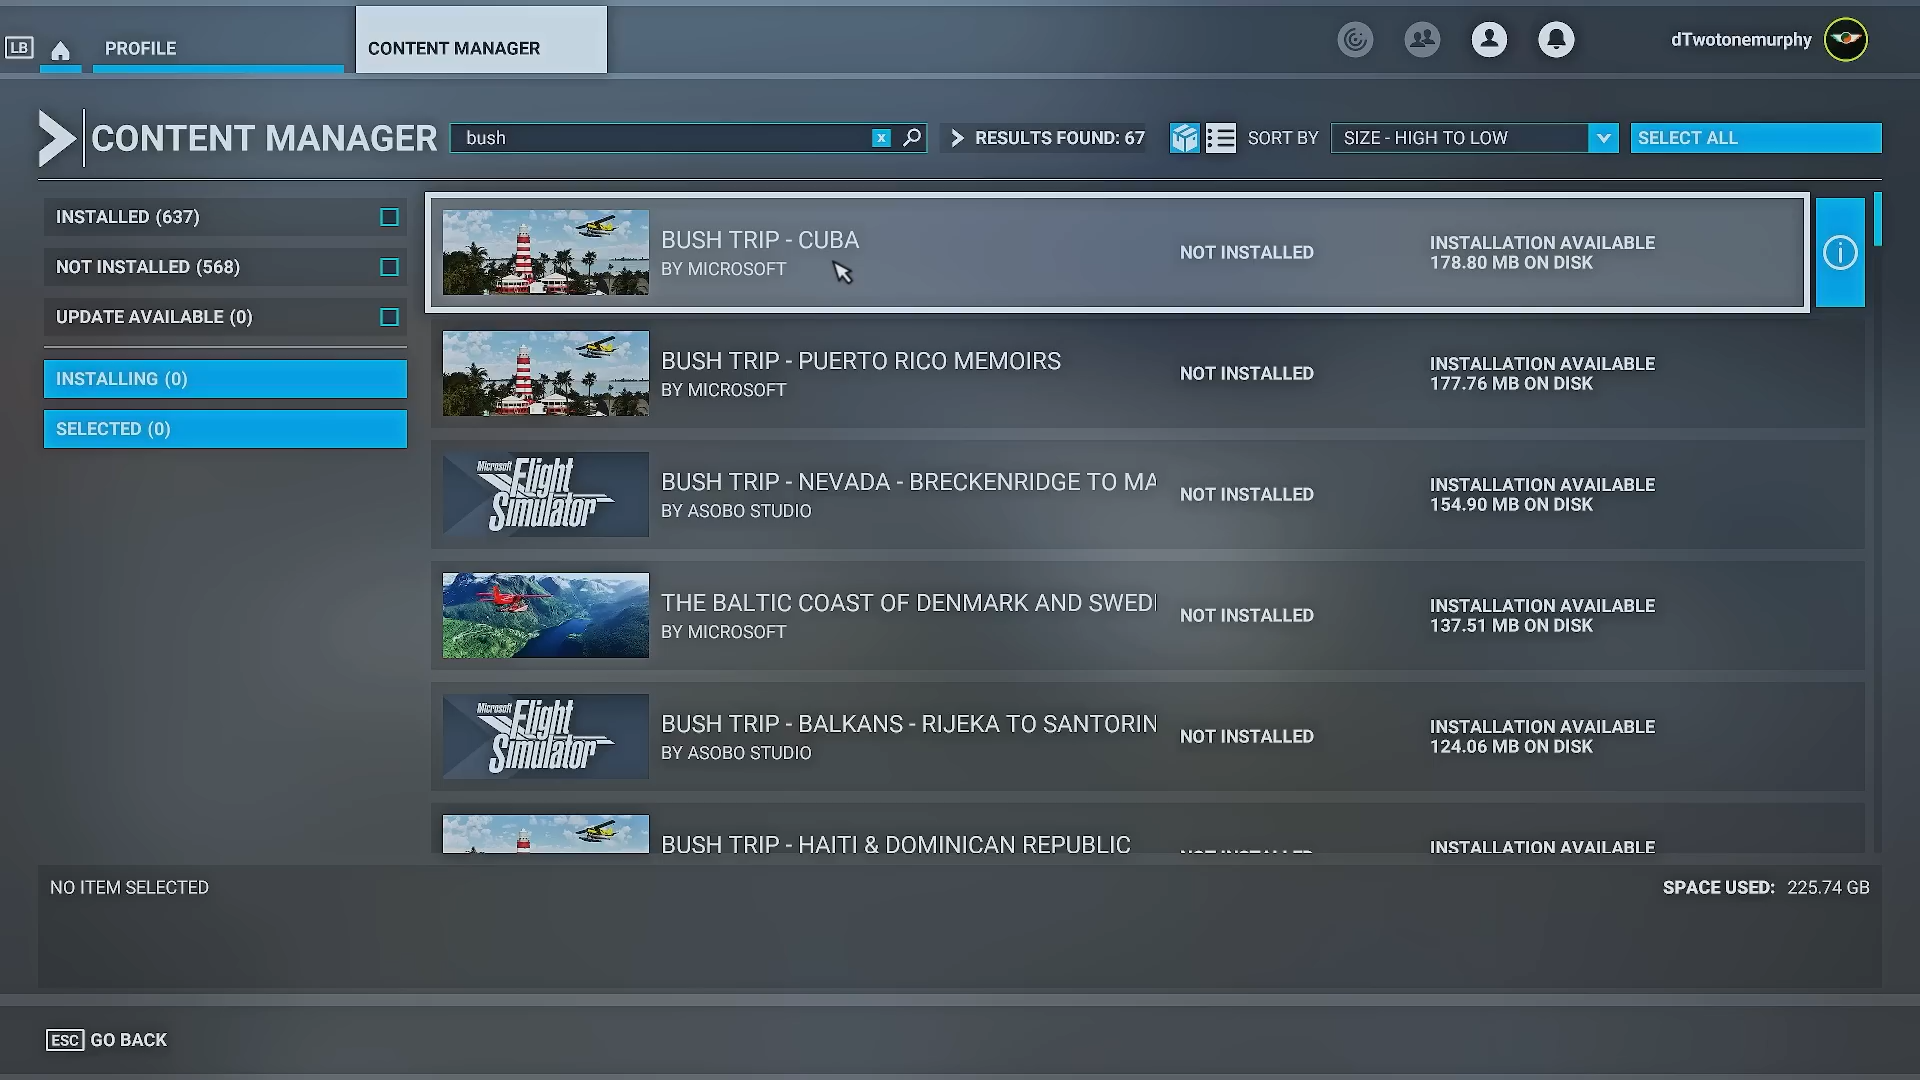 LB
PROFILE
CONTENT MANAGER
dTwotonemurphy
CONTENT MANAGER
bush
x
RESULTS FOUND: 67
SORT BY
SIZE - HIGH TO LOW
SELECT ALL
INSTALLED (637)
NOT INSTALLED (568)
UPDATE AVAILABLE (0)
INSTALLING (0)
SELECTED (0)
BUSH TRIP - CUBA
BY MICROSOFT
NOT INSTALLED
INSTALLATION AVAILABLE
178.80 MB ON DISK
BUSH TRIP - PUERTO RICO MEMOIRS
BY MICROSOFT
NOT INSTALLED
INSTALLATION AVAILABLE
177.76 MB ON DISK
Microsoft
Flight
Simulator
BUSH TRIP - NEVADA - BRECKENRIDGE TO MA
BY ASOBO STUDIO
NOT INSTALLED
INSTALLATION AVAILABLE
154.90 MB ON DISK
THE BALTIC COAST OF DENMARK AND SWED
BY MICROSOFT
NOT INSTALLED
INSTALLATION AVAILABLE
137.51 MB ON DISK
Microsoft
Flight
Simulator
BUSH TRIP - BALKANS - RIJEKA TO SANTORIN
BY ASOBO STUDIO
NOT INSTALLED
INSTALLATION AVAILABLE
124.06 MB ON DISK
BUSH TRIP - HAITI & DOMINICAN REPUBLIC
INSTALLATION AVAILABLE
NO ITEM SELECTED
SPACE USED: 225.74 GB
ESC GO BACK